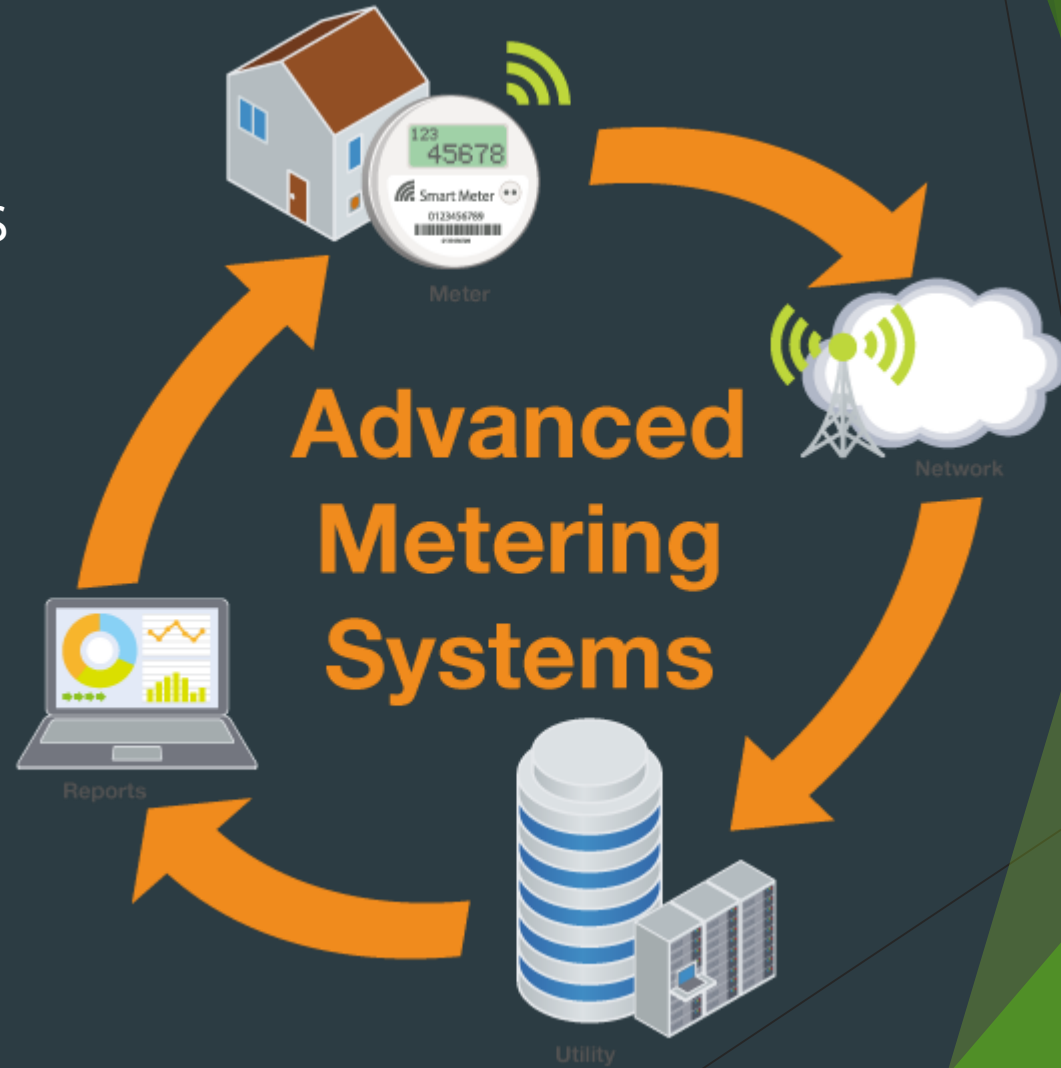 123
45678
Smart Meter
0123456789
Meter
s
Network
Advanced
Metering
Systems
Reports
Utility